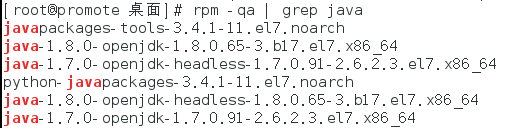 [root@promote 桌面]# rpm -qa | grep java
javapackages-tools-3.4.1-11.el7.noarch
java-1.8.0-openjdk-1.8.0.65-3.b17.el7.x86_64
java-1.7.0-openjdk-headless-1.7.0.91-2.6.2.3.el7.x86_64
python-javapackages-3.4.1-11.el7.noarch
java-1.8.0-openjdk-headless-1.8.0.65-3.b17.el7.x86_64
java-1.7.0-openjdk-1.7.0.91-2.6.2.3.el7.x86_64